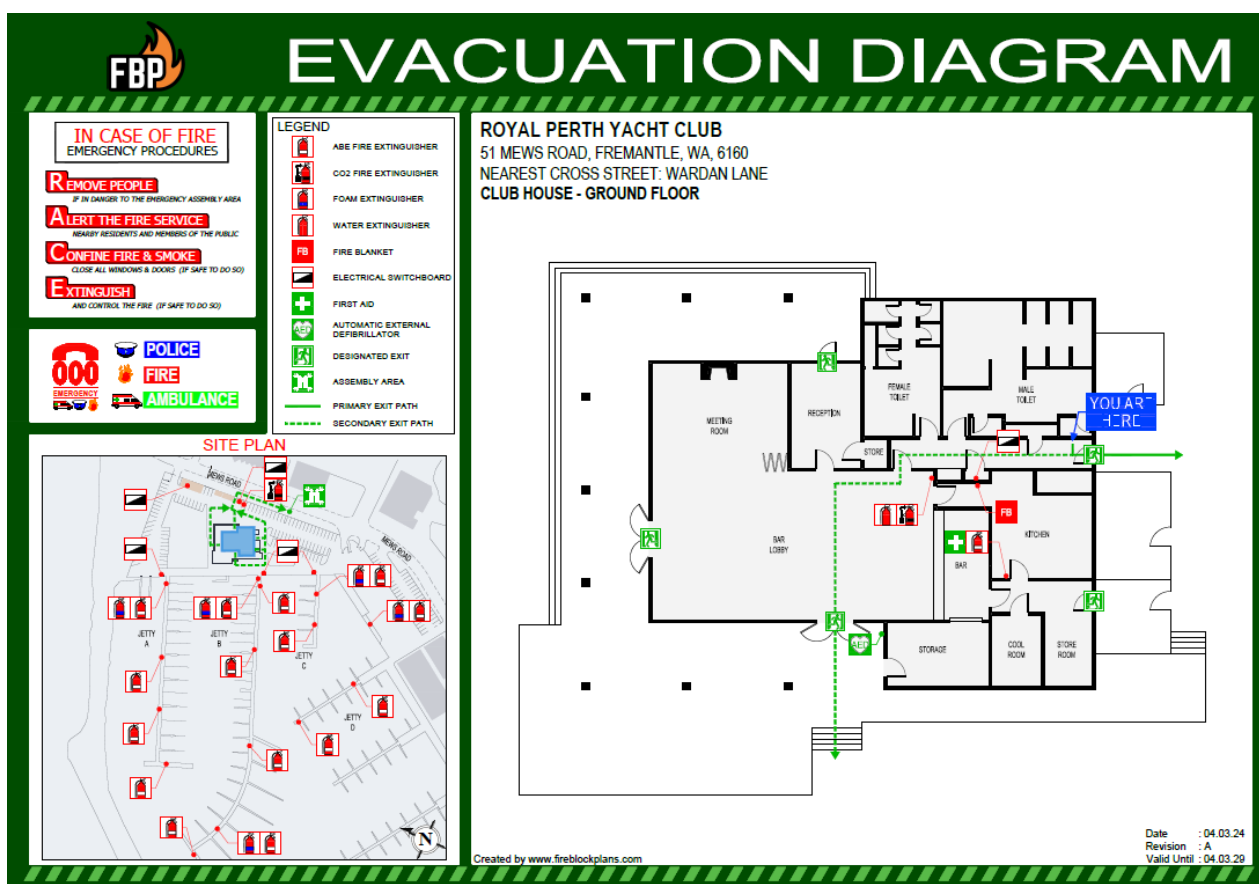 FBP
EVACUATION DIAGRAM
IN CASE OF FIRE
EMERGENCY PROCEDURES
REMOVE PEOPLE
IF IN DANGER TO THE EMERGENCY ASSEMBLY AREA
ALERT THE FIRE SERVICE
NEARBY RESIDENTS AND MEMBERS OF THE PUBLIC
CONFINE FIRE & SMOKE
CLOSE ALL WINDOWS & DOORS (IF SAFE TO DO SO)
EXTINGUISH
AND CONTROL THE FIRE (IF SAFE TO DO SO)
000
EMERGENCY
POLICE
FIRE
AMBULANCE
LEGEND
ABE FIRE EXTINGUISHER
CO2 FIRE EXTINGUISHER
FOAM EXTINGUISHER
WATER EXTINGUISHER
FB FIRE BLANKET
ELECTRICAL SWITCHBOARD
FIRST AID
AED AUTOMATIC EXTERNAL
DEFIBRILLATOR
DESIGNATED EXIT
ASSEMBLY AREA
PRIMARY EXIT PATH
SECONDARY EXIT PATH
SITE PLAN
MEWS ROAD
MEWS ROAD
JETTY
A
JETTY
B
JETTY
C
JETTY
D
N
ROYAL PERTH YACHT CLUB
51 MEWS ROAD, FREMANTLE, WA, 6160
NEAREST CROSS STREET: WARDAN LANE
CLUB HOUSE - GROUND FLOOR
MEETING
ROOM
RECEPTION
FEMALE
TOILET
MALE
TOILET
YOU ARE
HERE
STORE
BAR
LOBBY
FB
KITCHEN
BAR
AED
STORAGE
COOL
ROOM
STORE
ROOM
Created by www.fireblockplans.com
Date : 04.03.24
Revision : A
Valid Until : 04.03.29